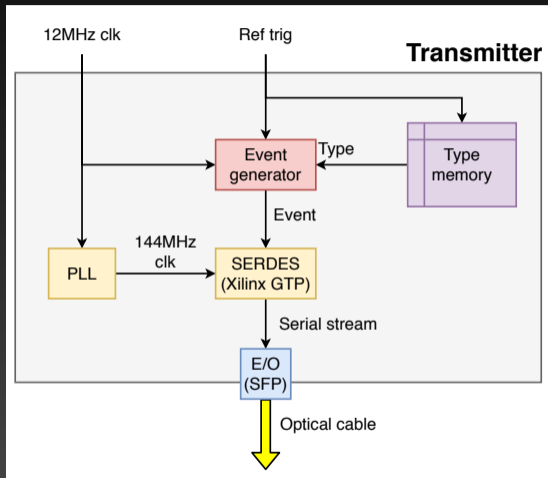 12MHz clk
Ref trig
Transmitter
Event
generator
Type
Type
memory
Event
144MHz
clk
PLL
SERDES
(Xilinx GTP)
Serial stream
E/O
(SFP)
Optical cable